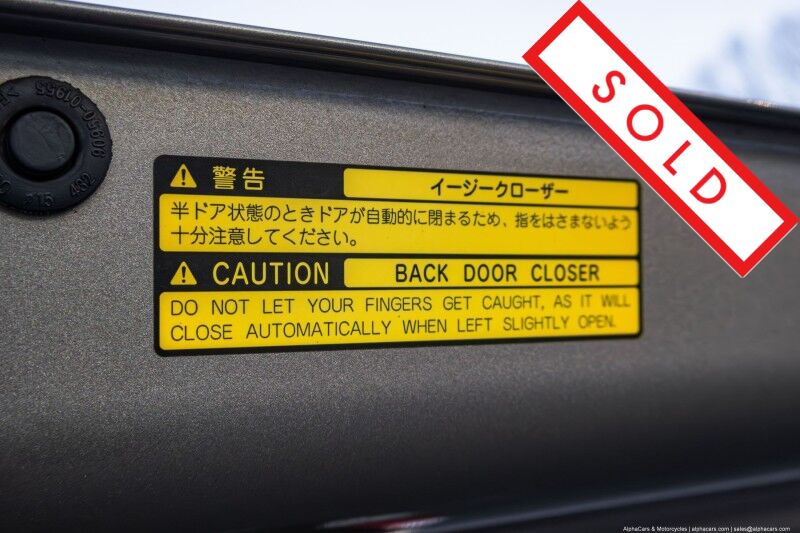 SOLD
警告
イージークローザー
半ドア状態のときドアが自動的に閉まるため、指をはさまないよう
十分注意してください。
CAUTION
BACK DOOR CLOSER
DO NOT LET YOUR FINGERS GET CAUGHT, AS IT WILL
CLOSE AUTOMATICALLY WHEN LEFT SLIGHTLY OPEN.
AlphaCars & Motorcycles | alphacars.com | sales@alphacars.com